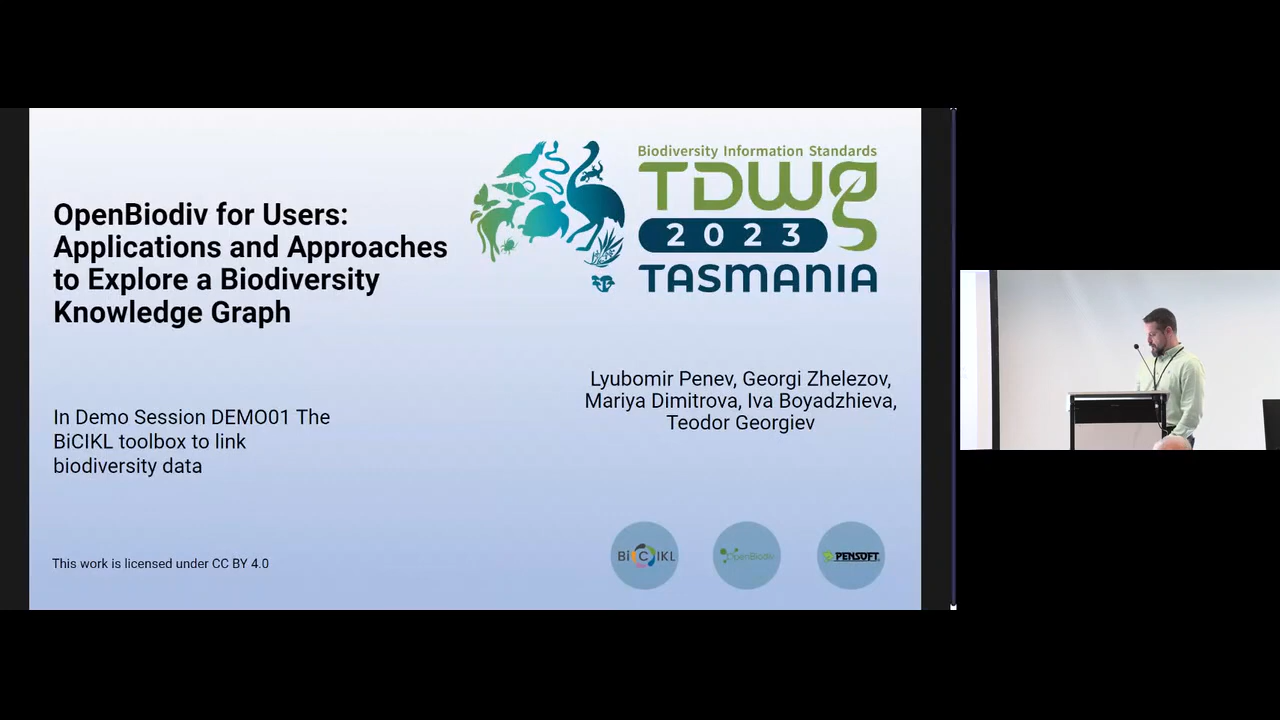 Biodiversity Information Standards
TDWG
2023
TASMANIA
OpenBiodiv for Users:
Applications and Approaches
to Explore a Biodiversity
Knowledge Graph
Lyubomir Penev, Georgi Zhelezov,
Mariya Dimitrova, Iva Boyadzhieva,
Teodor Georgiev
In Demo Session DEMO01 The
BiCIKL toolbox to link
biodiversity data
This work is licensed under CC BY 4.0
BiCIKL
OpenBiodiv
PENSOFT